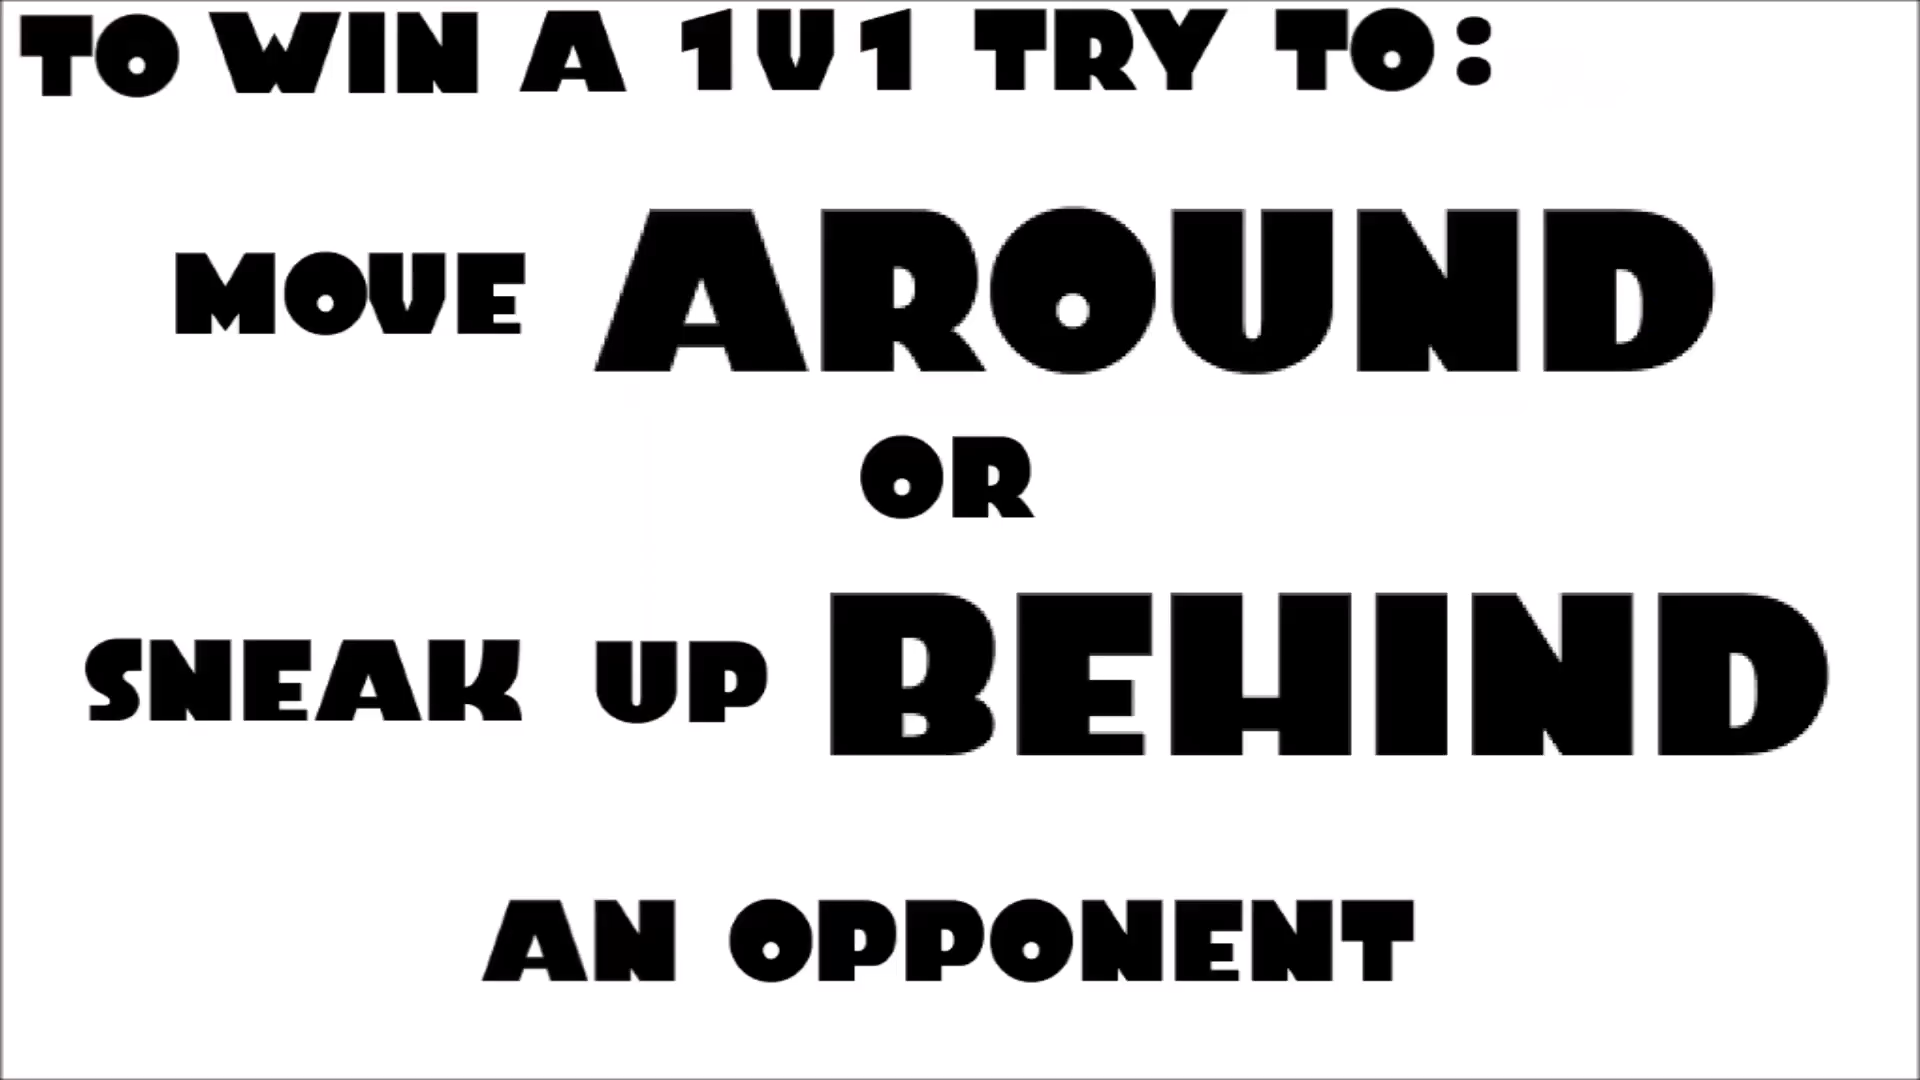 TO WIN A 1V1 TRY TO:
MOVE AROUND
OR
SNEAK UP BEHIND
AN OPPONENT